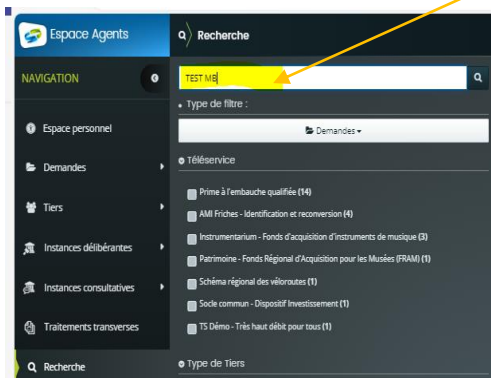 Espace Agents
Recherche
NAVIGATION
TEST MB
Type de filtre :
Demandes
Espace personnel
Demandes
Tiers
Instances délibérantes
Instances consultatives
Traitements transverses
Recherche
Téléservice
Prime à l'embauche qualifiée (14)
AMI Friches - Identification et reconversion (4)
Instrumentarium - Fonds d'acquisition d'instruments de musique (3)
Patrimoine - Fonds Régional d'Acquisition pour les Musées (FRAM) (1)
Schéma régional des véloroutes (1)
Socle commun - Dispositif Investissement (1)
TS Démo - Très haut débit pour tous (1)
Type de Tiers